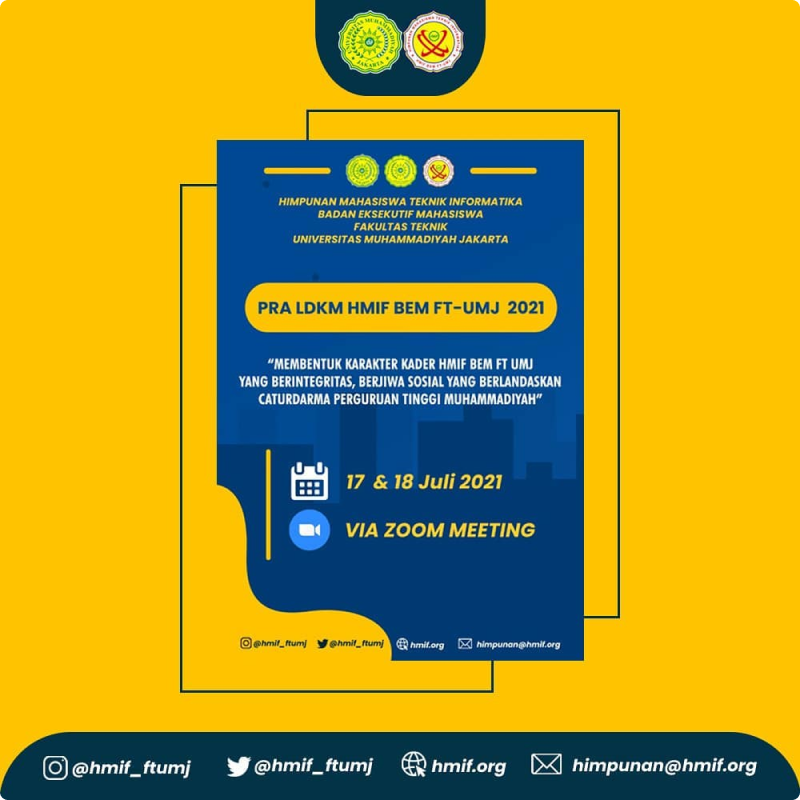 UNIVERSITAS MUHAMMADIYAH
JAKARTA
HIMPUNAN MAHASISWA TEKNIK INFORMATIKA
BADAN EKSEKUTIF MAHASISWA
FAKULTAS TEKNIK
UNIVERSITAS MUHAMMADIYAH JAKARTA
PRA LDKM HMIF BEM FT-UMJ 2021
“MEMBENTUK KARAKTER KADER HMIF BEM FT UMJ
YANG BERINTEGRITAS, BERJIWA SOSIAL YANG BERLANDASKAN
CATURDARMA PERGURUAN TINGGI MUHAMMADIYAH”
17 & 18 Juli 2021
VIA ZOOM MEETING
@hmif_ftumj @hmif_ftumj hmif.org himpunan@hmif.org
@hmif_ftumj @hmif_ftumj hmif.org himpunan@hmif.org